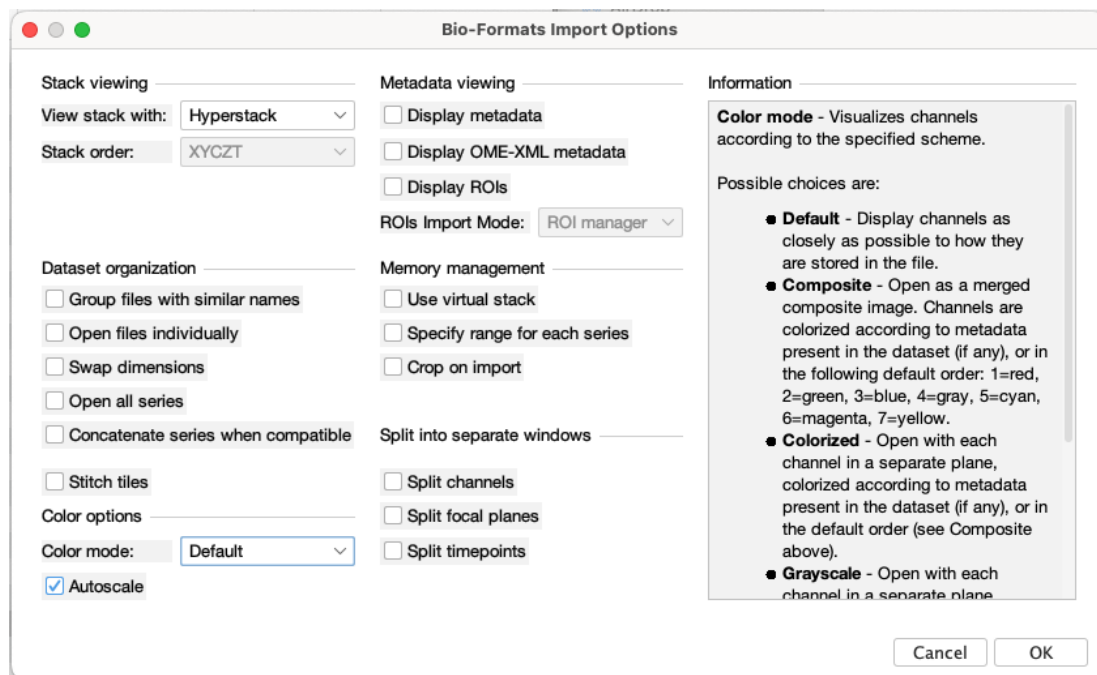 Bio-Formats Import Options
Stack viewing
View stack with:
Hyperstack
Stack order:
XYCZT
Metadata viewing
Display metadata
Display OME-XML metadata
Display ROIs
ROIs Import Mode:
ROI manager
Dataset organization
Group files with similar names
Open files individually
Swap dimensions
Open all series
Concatenate series when compatible
Stitch tiles
Memory management
Use virtual stack
Specify range for each series
Crop on import
Color options
Color mode:
Default
Autoscale
Split into separate windows
Split channels
Split focal planes
Split timepoints
Information
Color mode - Visualizes channels
according to the specified scheme.
Possible choices are:
● Default - Display channels as
closely as possible to how they
are stored in the file.
● Composite - Open as a merged
composite image. Channels are
colorized according to metadata
present in the dataset (if any), or in
the following default order: 1=red,
2=green, 3=blue, 4=gray, 5=cyan,
6=magenta, 7=yellow.
● Colorized - Open with each
channel in a separate plane,
colorized according to metadata
present in the dataset (if any), or in
the default order (see Composite
above).
● Grayscale - Open with each
channel in a separate plane
Cancel
OK